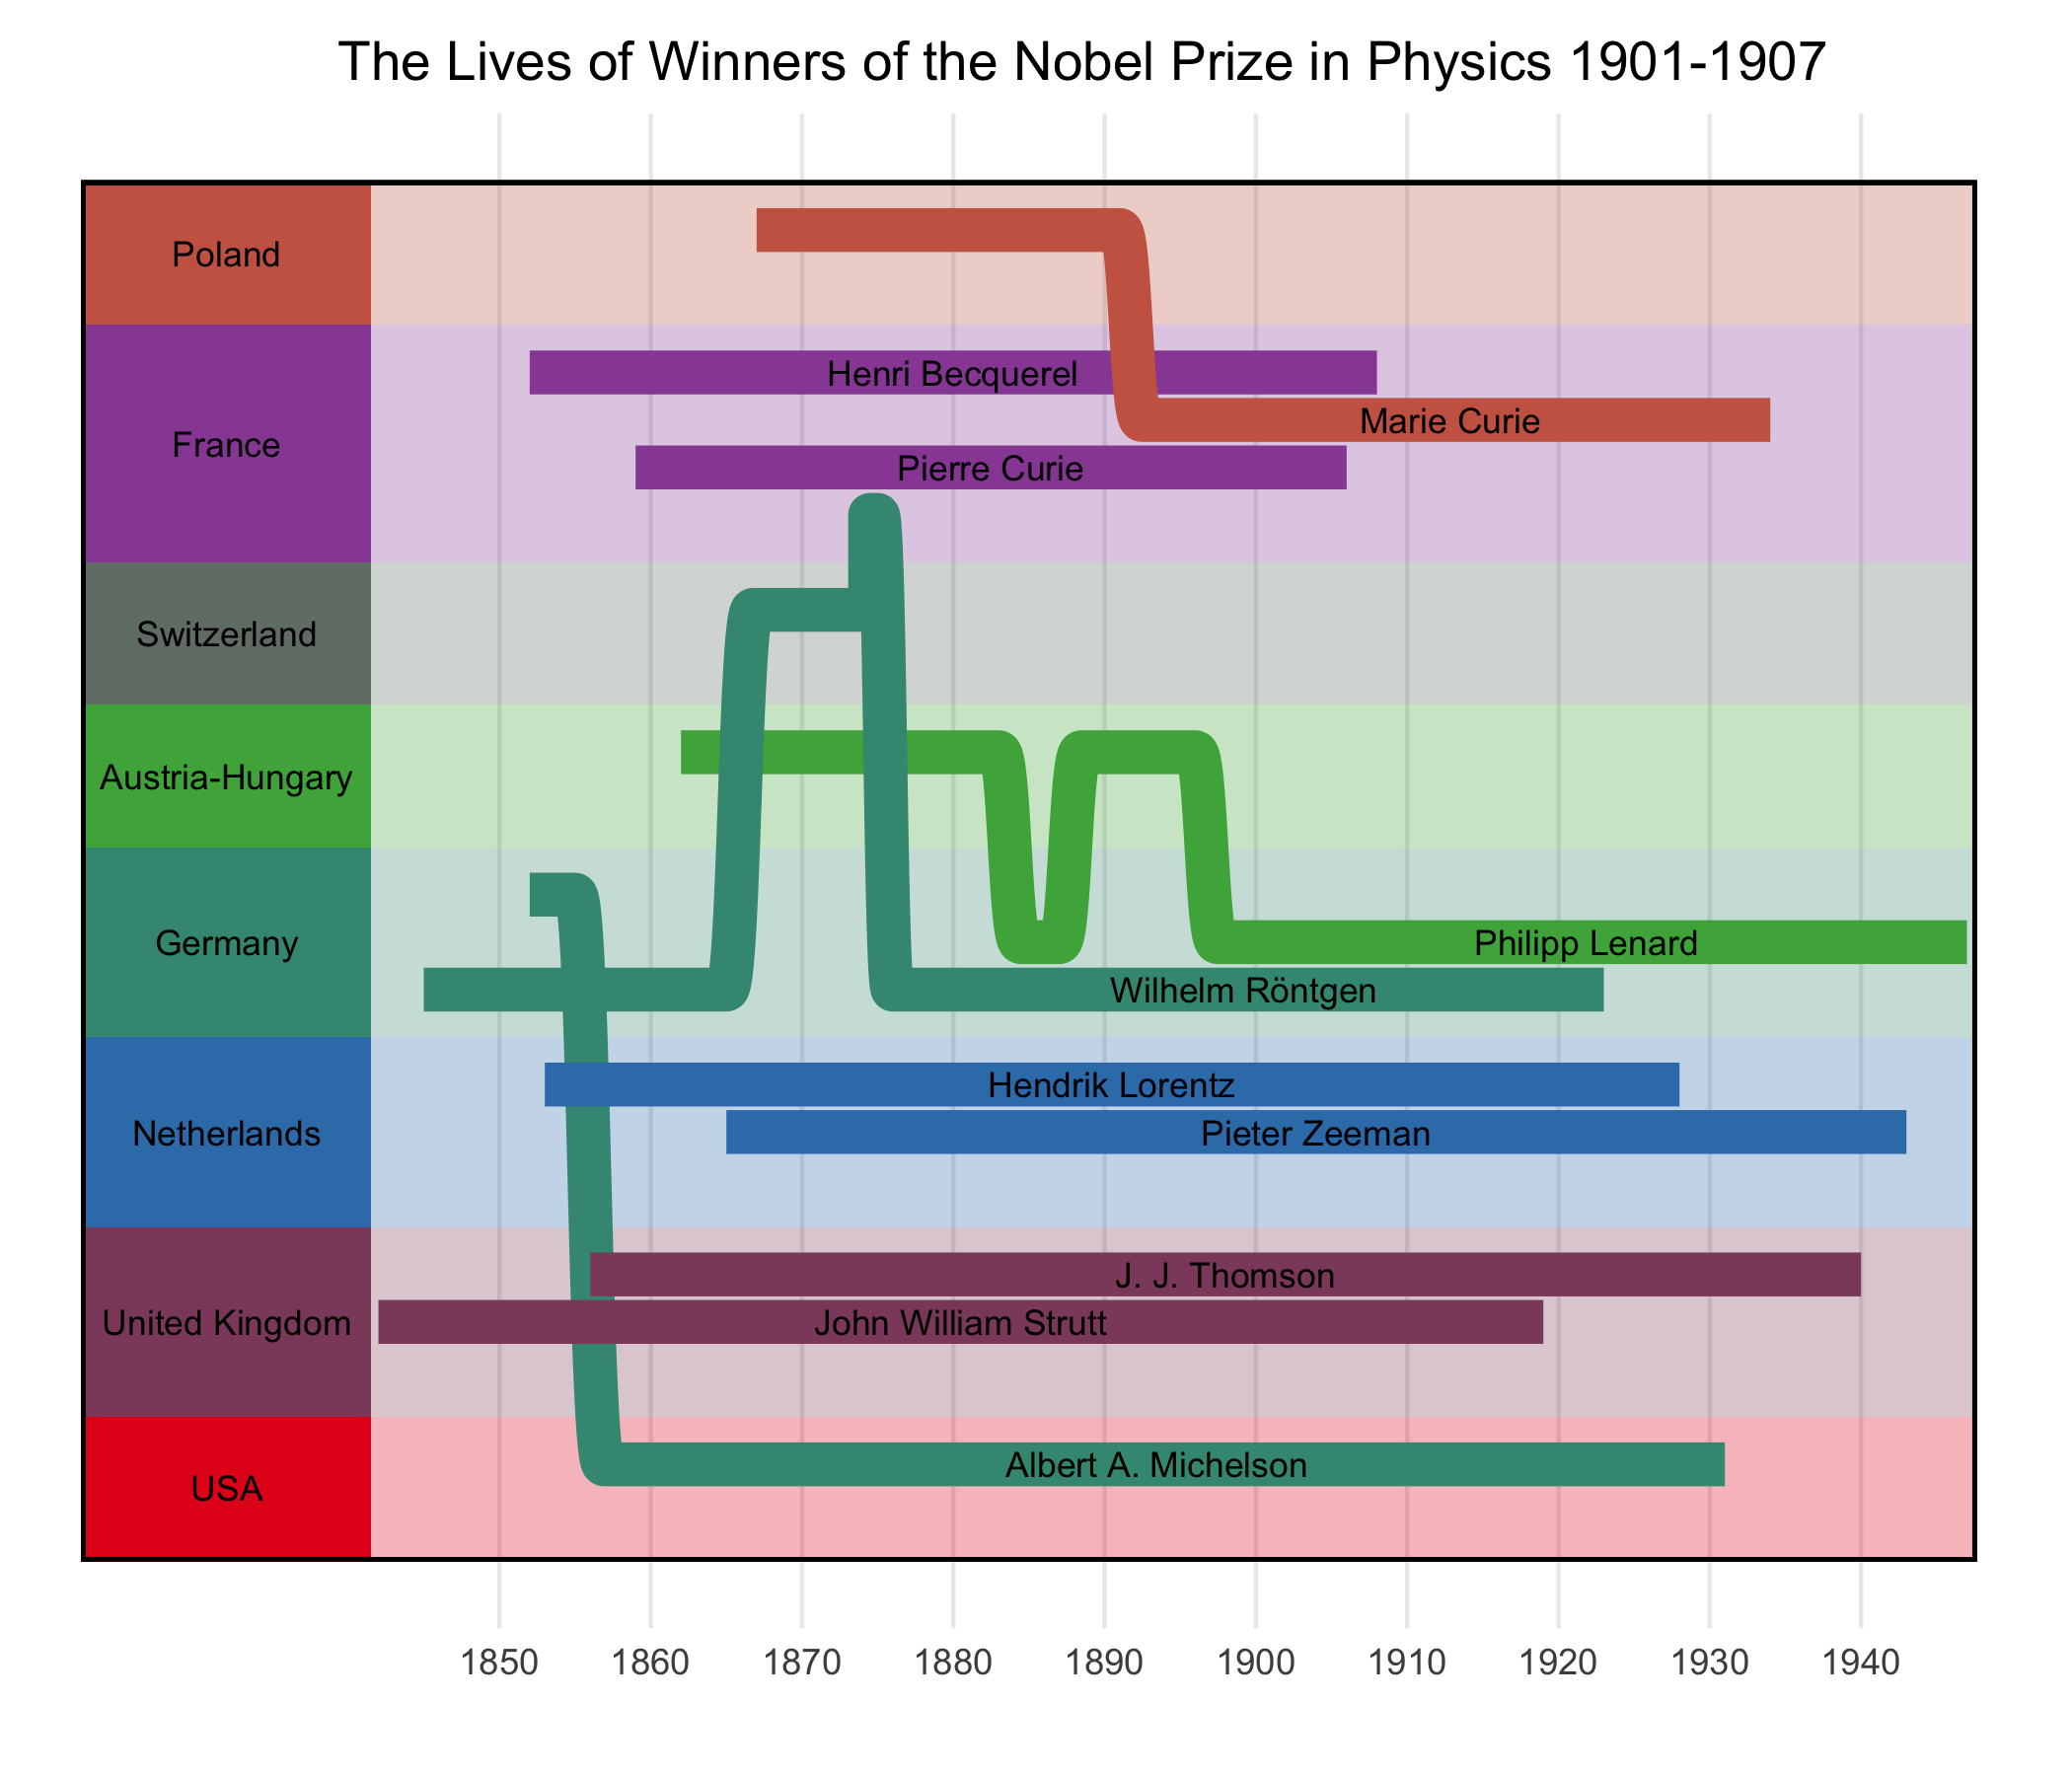 The Lives of Winners of the Nobel Prize in Physics 1901-1907
Poland
Henri Becquerel
Marie Curie
France
Pierre Curie
Switzerland
Austria-Hungary
Germany
Philipp Lenard
Wilhelm Röntgen
Hendrik Lorentz
Netherlands
Pieter Zeeman
J. J. Thomson
United Kingdom
John William Strutt
Albert A. Michelson
USA
1850 1860 1870 1880 1890 1900 1910 1920 1930 1940